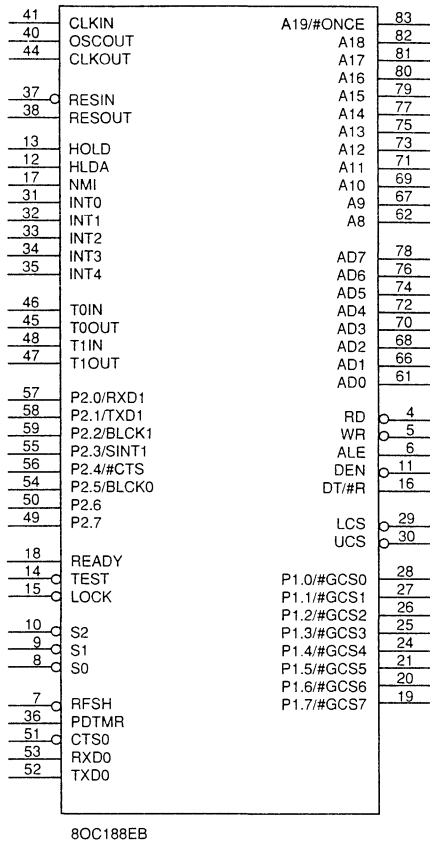 41 CLKIN
40 OSCOUT
44 CLKOUT
37 RESIN
38 RESOUT
13 HOLD
12 HLDA
17 NMI
31 INT0
32 INT1
33 INT2
34 INT3
35 INT4
46 T0IN
45 T0OUT
48 T1IN
47 T1OUT
57 P2.0/RXD1
58 P2.1/TXD1
59 P2.2/BLCK1
55 P2.3/SINT1
56 P2.4/#CTS
54 P2.5/BLCK0
50 P2.6
49 P2.7
18 READY
14 TEST
15 LOCK
10 S2
9 S1
8 S0
7 RFSH
36 PDTMR
51 CTS0
53 RXD0
52 TXD0
A19/#ONCE 83
A18 82
A17 81
A16 80
A15 79
A14 77
A13 75
A12 73
A11 71
A10 69
A9 67
A8 62
AD7 78
AD6 76
AD5 74
AD4 72
AD3 70
AD2 68
AD1 66
AD0 61
RD 4
WR 5
ALE 6
DEN 11
DT/#R 16
LCS 29
UCS 30
P1.0/#GCS0 28
P1.1/#GCS1 27
P1.2/#GCS2 26
P1.3/#GCS3 25
P1.4/#GCS4 24
P1.5/#GCS5 21
P1.6/#GCS6 20
P1.7/#GCS7 19
80C188EB